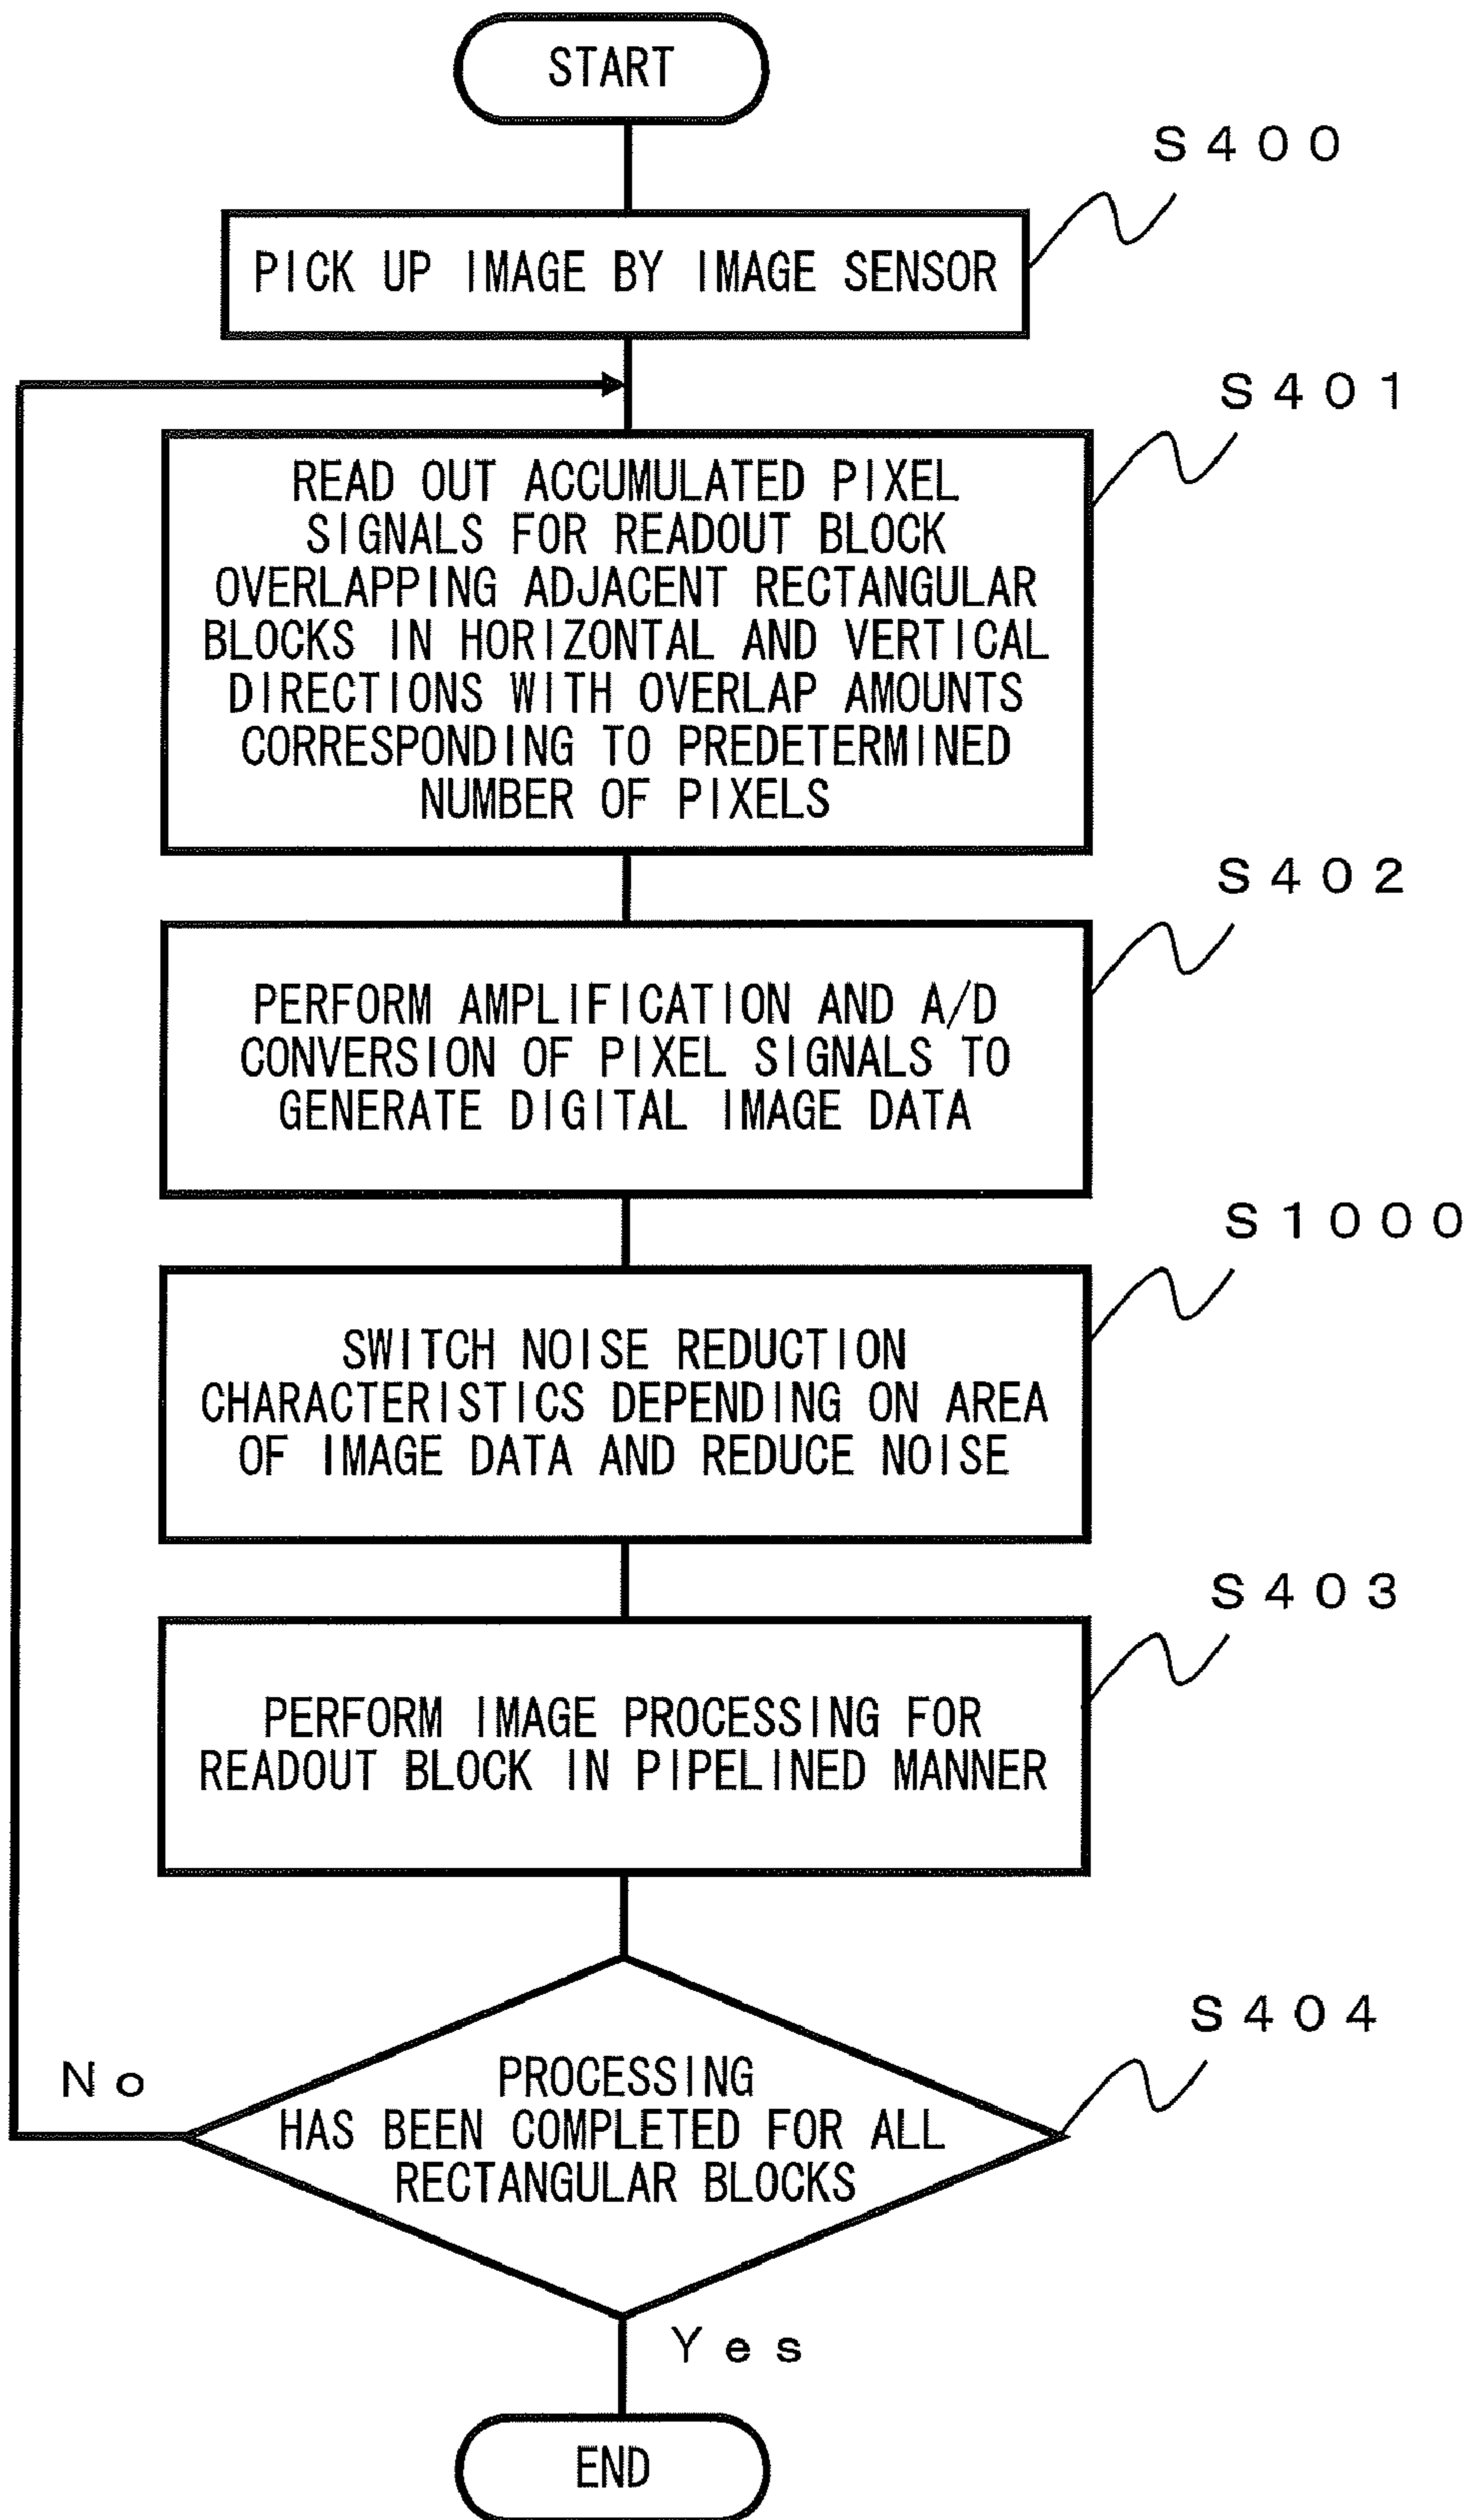 START
S400
PICK UP IMAGE BY IMAGE SENSOR
S401
READ OUT ACCUMULATED PIXEL
SIGNALS FOR READOUT BLOCK
OVERLAPPING ADJACENT RECTANGULAR
BLOCKS IN HORIZONTAL AND VERTICAL
DIRECTIONS WITH OVERLAP AMOUNTS
CORRESPONDING TO PREDETERMINED
NUMBER OF PIXELS
S402
PERFORM AMPLIFICATION AND A/D
CONVERSION OF PIXEL SIGNALS TO
GENERATE DIGITAL IMAGE DATA
S1000
SWITCH NOISE REDUCTION
CHARACTERISTICS DEPENDING ON AREA
OF IMAGE DATA AND REDUCE NOISE
S403
PERFORM IMAGE PROCESSING FOR
READOUT BLOCK IN PIPELINED MANNER
S404
No
PROCESSING
HAS BEEN COMPLETED FOR ALL
RECTANGULAR BLOCKS
Yes
END